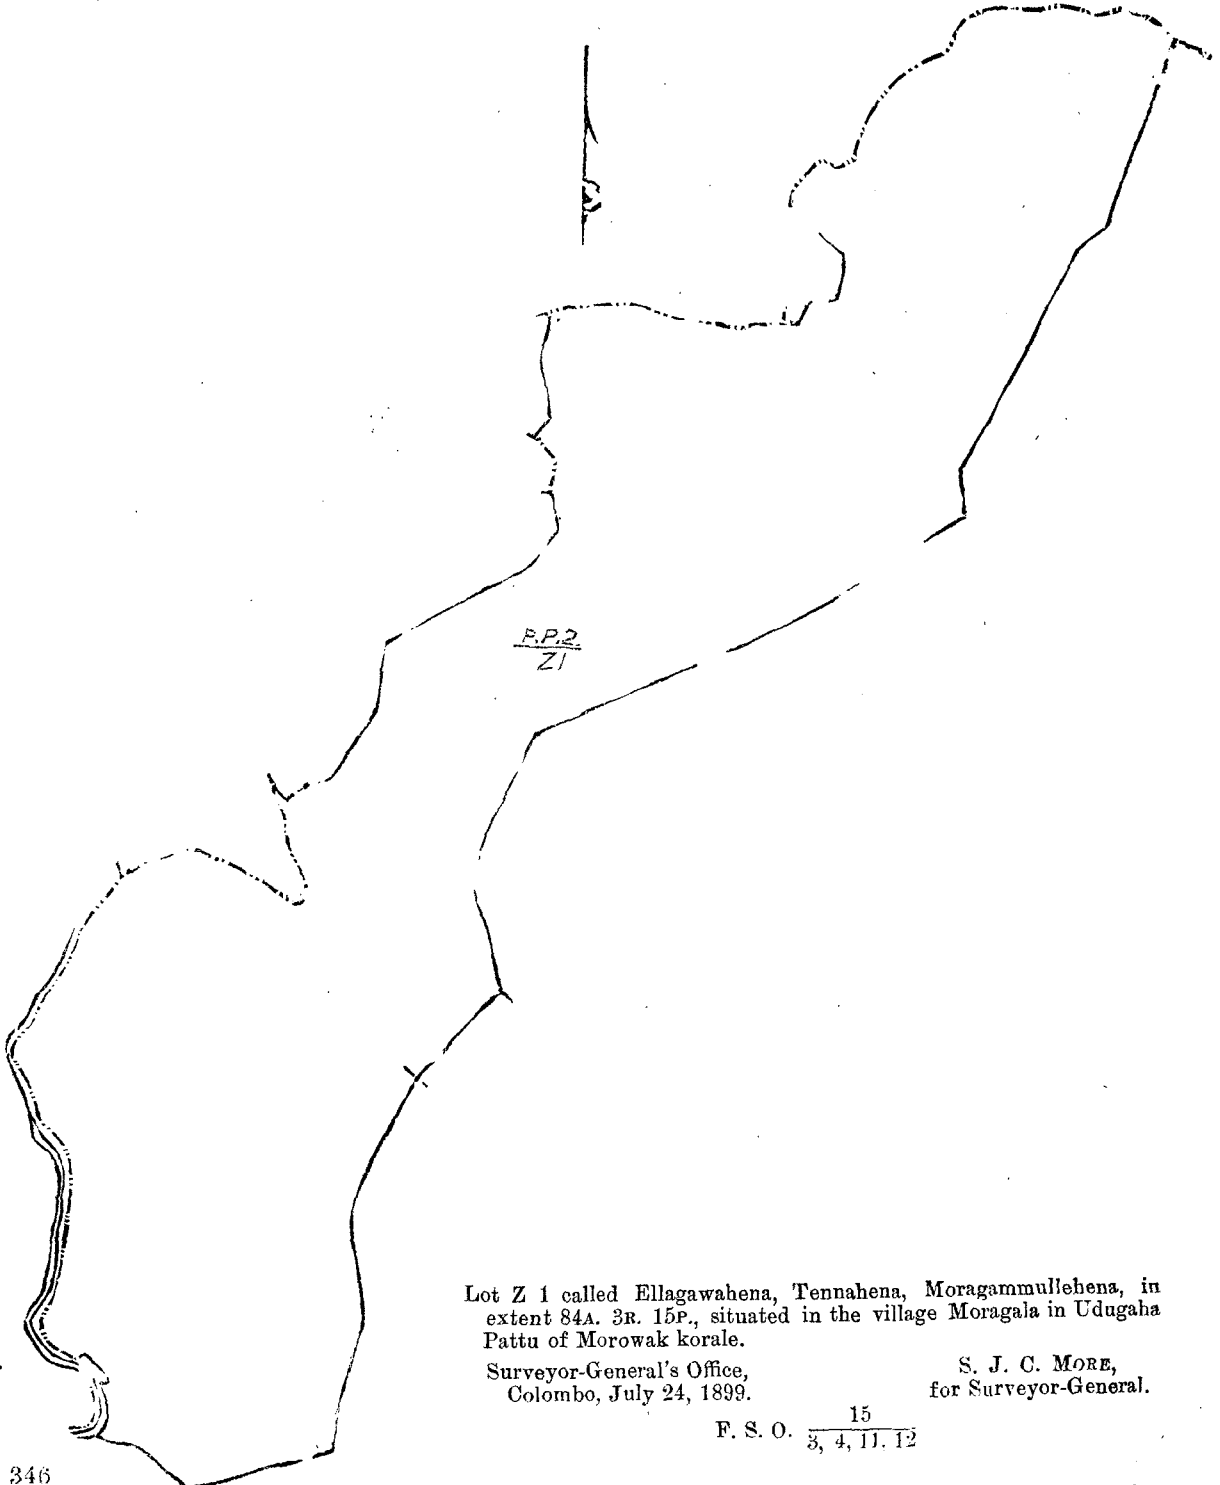 P.P.2
Z1
Lot Z 1 called Ellagawahena, Tennahena, Moragammullehena, in
extent 84A. 3R. 15P., situated in the village Moragala in Udugaha
Pattu of Morowak korale.
Surveyor-General's Office,
Colombo, July 24, 1899.
S. J. C. MORE,
for Surveyor-General.
F. S. O. 15
3, 4, 11. 12
346